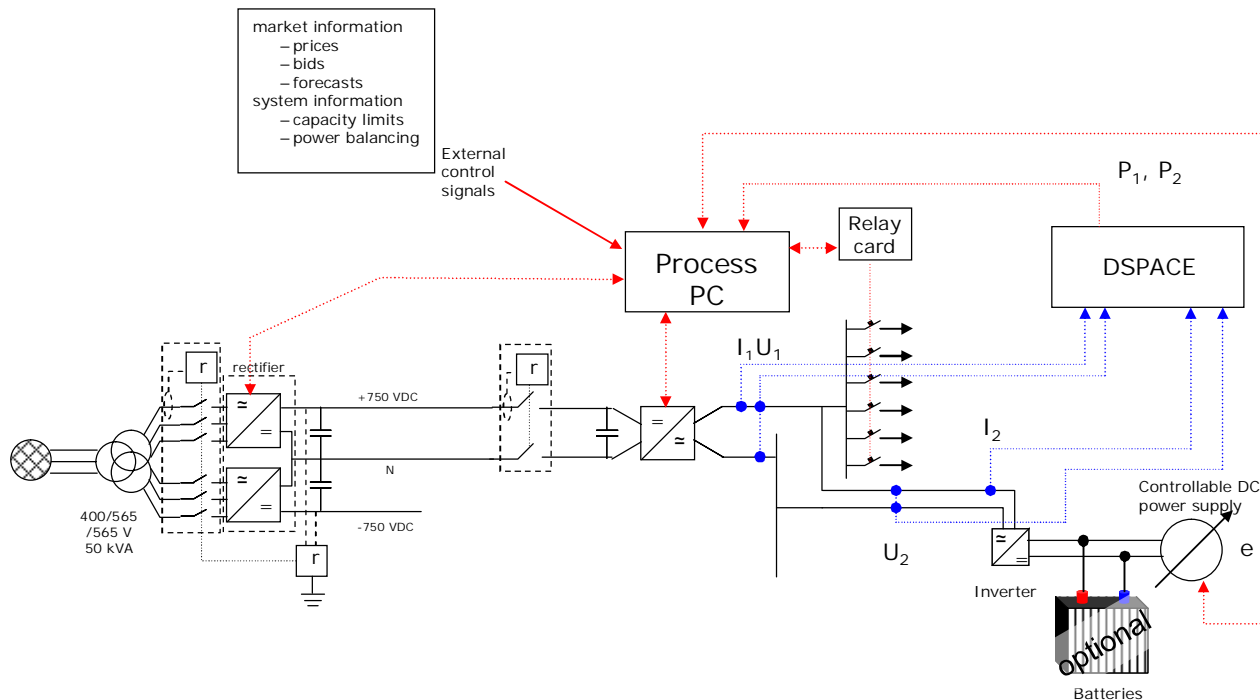 market information
– prices
– bids
– forecasts
system information
– capacity limits
– power balancing
External
control
signals
P1, P2
Relay
card
Process
PC
DSPACE
I1 U1
r
rectifier
r
≃
=
+750 VDC
=
≃
I2
N
≃
=
Controllable DC
power supply
400/565
/565 V
50 kVA
-750 VDC
r
U2
≃
=
e
Inverter
optional
Batteries